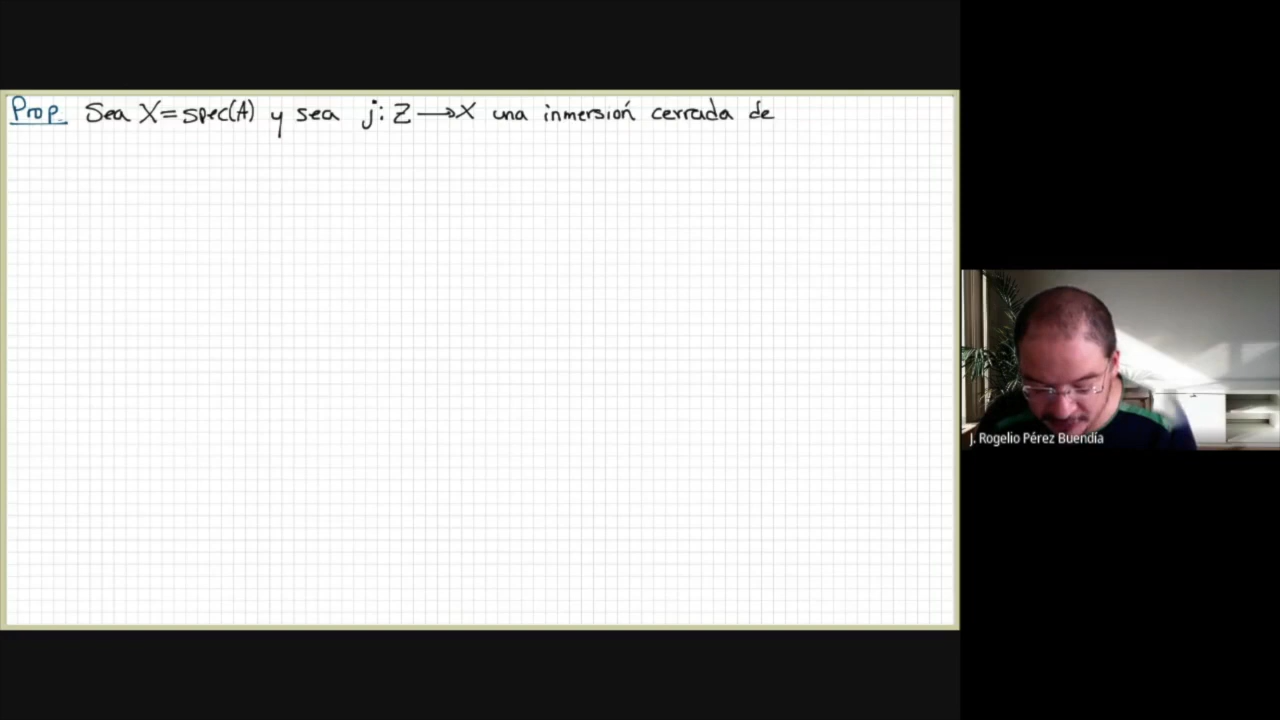 Prop. Sea X = spec(A) y sea j: Z ⟶ X una inmersión cerrada de
J. Rogelio Pérez Buendía